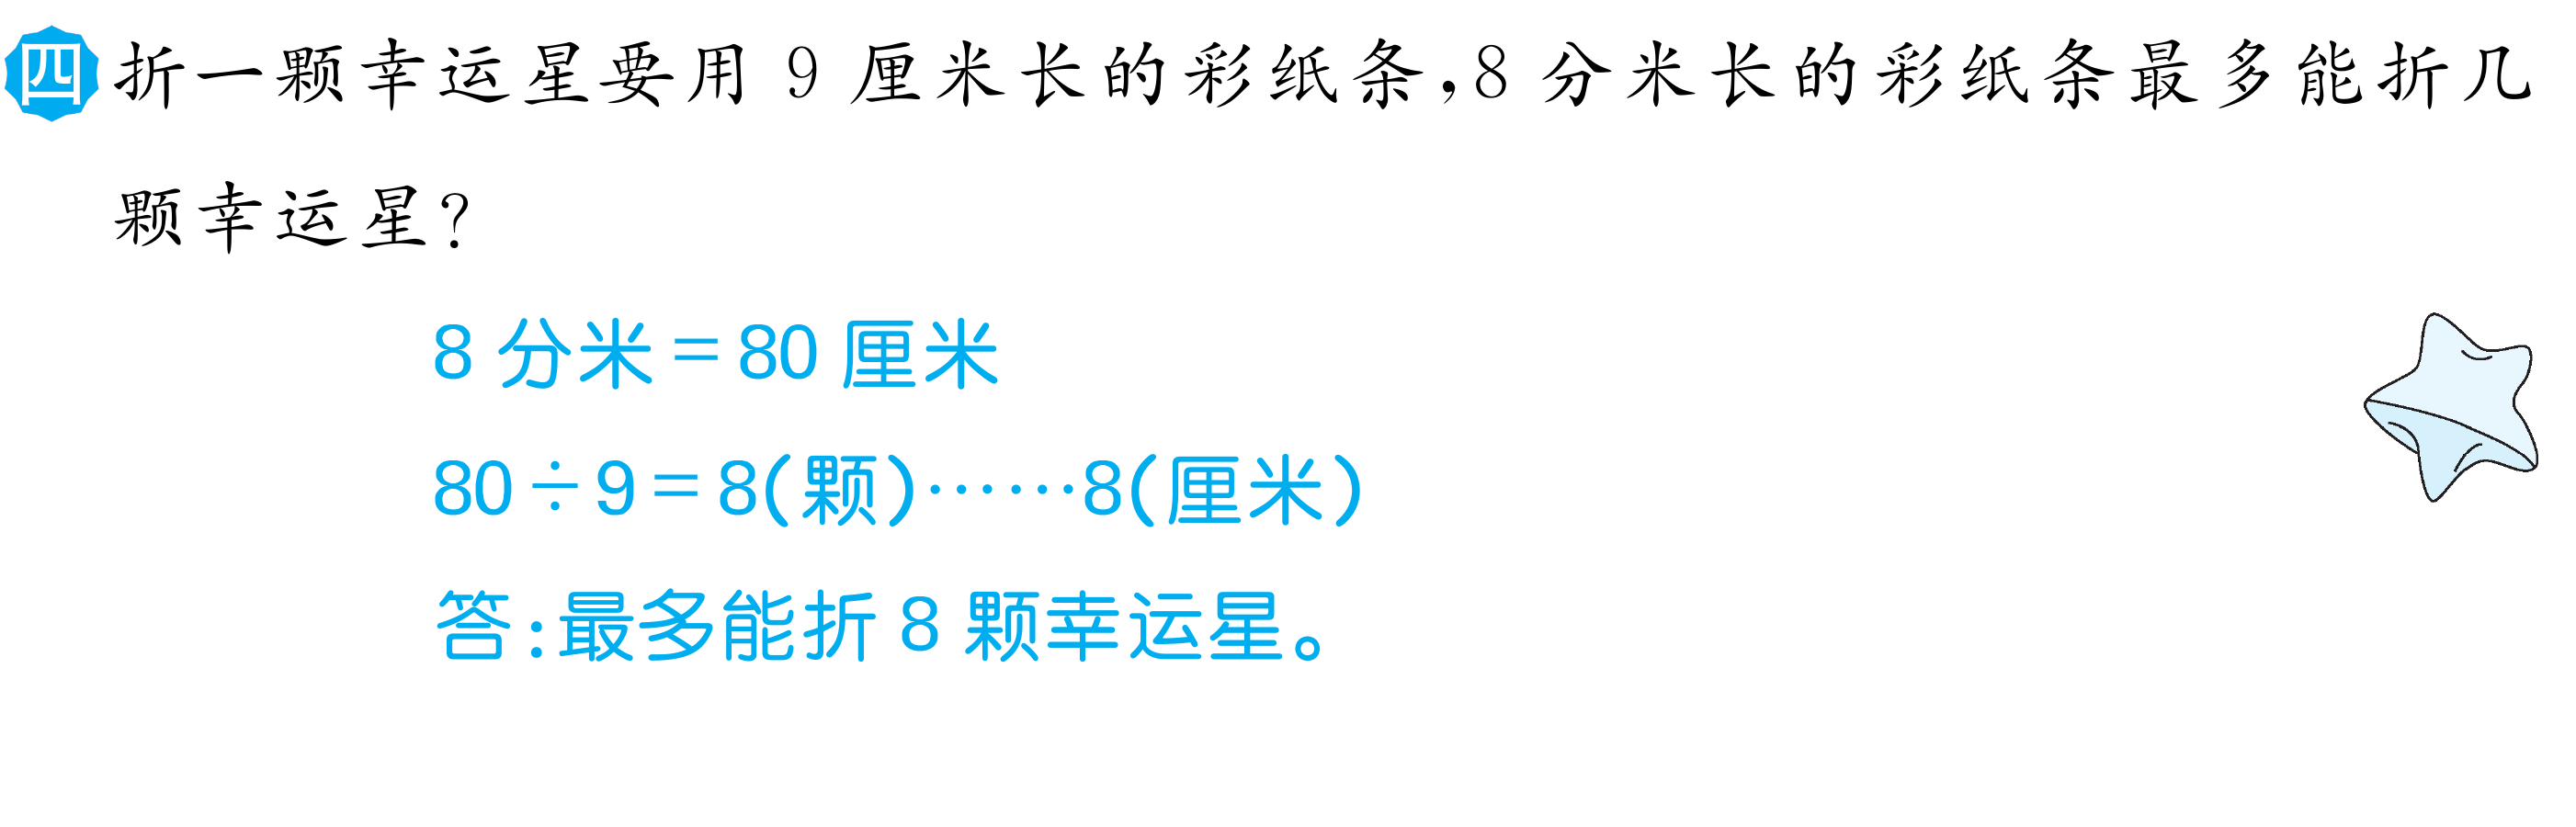 四 折一颗幸运星要用 9 厘米长的彩纸条,8 分米长的彩纸条最多能折几
颗幸运星?
8 分米=80 厘米
80÷9=8(颗)……8(厘米)
答:最多能折 8 颗幸运星。